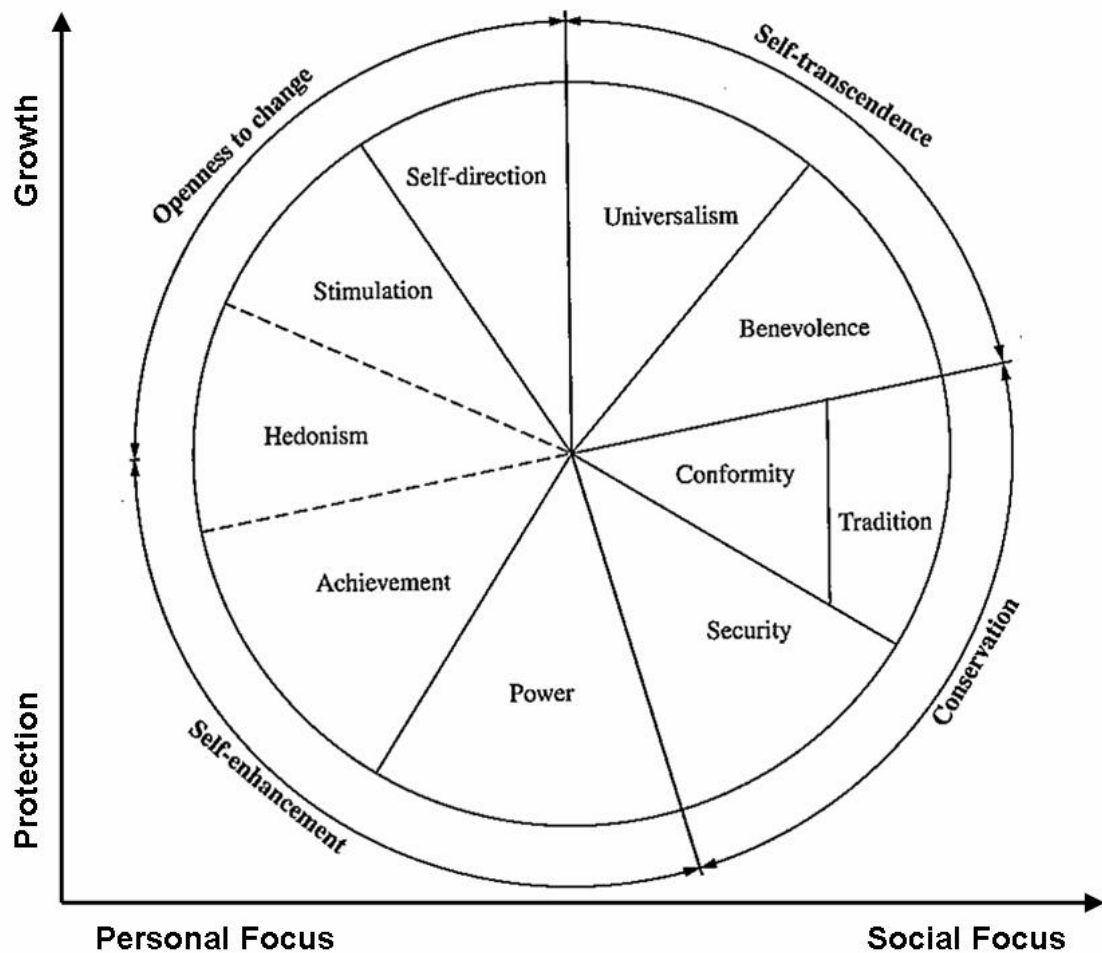 Self-transcendence
Openness to change
Growth
Self-direction
Universalism
Stimulation
Benevolence
Hedonism
Conformity
Tradition
Achievement
Security
Power
Conservation
Self-enhancement
Protection
Personal Focus
Social Focus